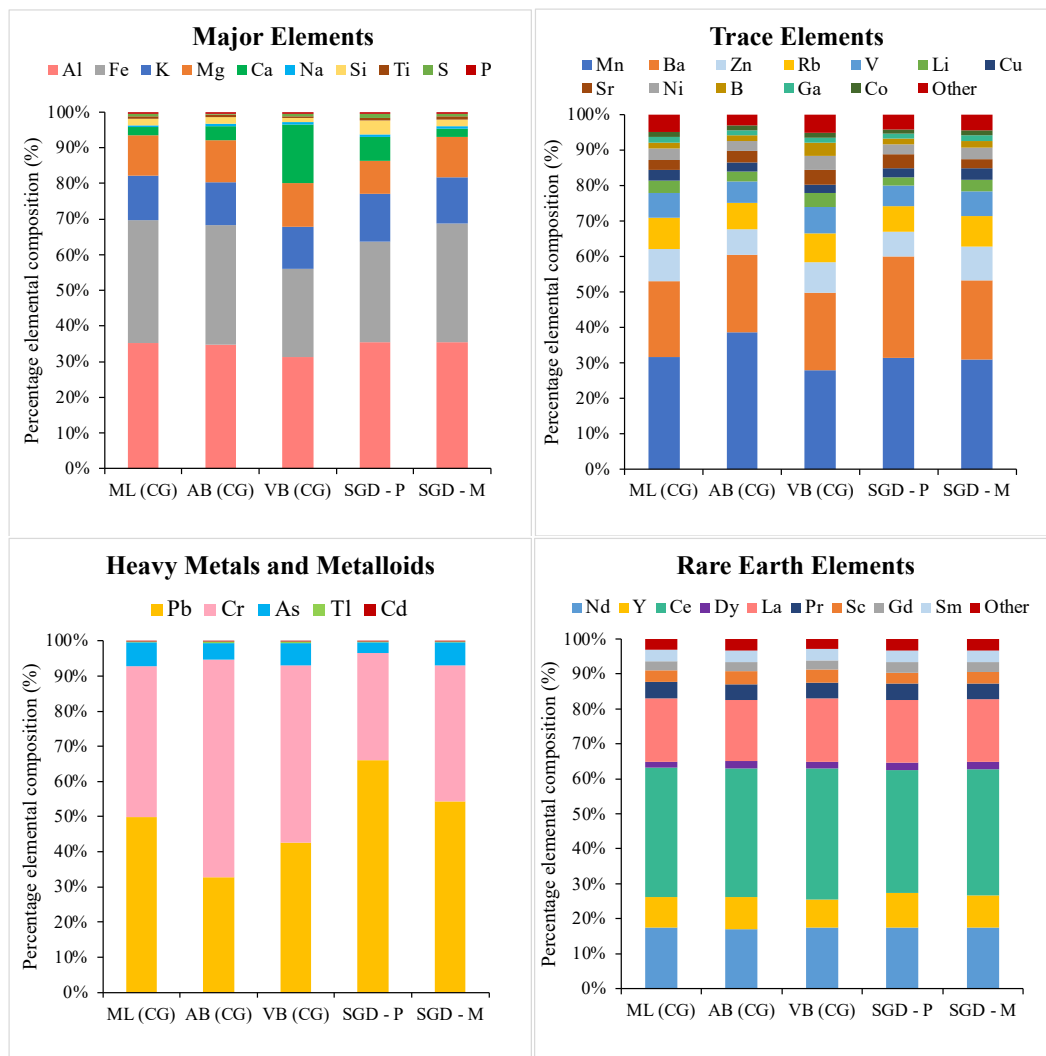 Major Elements
Al Fe K Mg Ca Na Si Ti S P
Percentage elemental composition (%)
100%
90%
80%
70%
60%
50%
40%
30%
20%
10%
0%
ML (CG) AB (CG) VB (CG) SGD - P SGD - M
Trace Elements
Mn Ba Zn Rb V Li Cu
Sr Ni B Ga Co Other
Percentage elemental composition (%)
100%
90%
80%
70%
60%
50%
40%
30%
20%
10%
0%
ML (CG) AB (CG) VB (CG) SGD - P SGD - M
Heavy Metals and Metalloids
Pb Cr As Tl Cd
Percentage elemental composition (%)
100%
90%
80%
70%
60%
50%
40%
30%
20%
10%
0%
ML (CG) AB (CG) VB (CG) SGD - P SGD - M
Rare Earth Elements
Nd Y Ce Dy La Pr Sc Gd Sm Other
Percentage elemental composition (%)
100%
90%
80%
70%
60%
50%
40%
30%
20%
10%
0%
ML (CG) AB (CG) VB (CG) SGD - P SGD - M